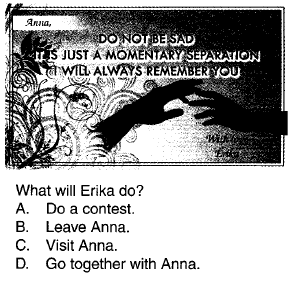 Anna,
DO NOT BE SAD
IT IS JUST A MOMENTARY SEPARATION
I WILL ALWAYS REMEMBER YOU
Erika
What will Erika do?
A. Do a contest.
B. Leave Anna.
C. Visit Anna.
D. Go together with Anna.